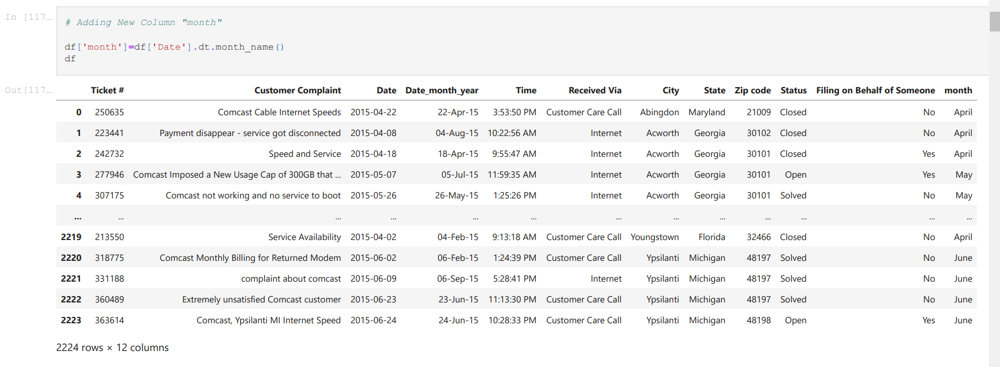 In [117...
# Adding New Column "month"
df['month']=df['Date'].dt.month_name()
df
Out[117...
Ticket # Customer Complaint Date Date_month_year Time Received Via City State Zip code Status Filing on Behalf of Someone month
0 250635 Comcast Cable Internet Speeds 2015-04-22 22-Apr-15 3:53:50 PM Customer Care Call Abingdon Maryland 21009 Closed No April
1 223441 Payment disappear - service got disconnected 2015-04-08 04-Aug-15 10:22:56 AM Internet Acworth Georgia 30102 Closed No April
2 242732 Speed and Service 2015-04-18 18-Apr-15 9:55:47 AM Internet Acworth Georgia 30101 Closed Yes April
3 277946 Comcast Imposed a New Usage Cap of 300GB that ... 2015-05-07 05-Jul-15 11:59:35 AM Internet Acworth Georgia 30101 Open Yes May
4 307175 Comcast not working and no service to boot 2015-05-26 26-May-15 1:25:26 PM Internet Acworth Georgia 30101 Solved No May
... ... ... ... ... ... ... ... ... ... ... ... ...
2219 213550 Service Availability 2015-04-02 04-Feb-15 9:13:18 AM Customer Care Call Youngstown Florida 32466 Closed No April
2220 318775 Comcast Monthly Billing for Returned Modem 2015-06-02 06-Feb-15 1:24:39 PM Customer Care Call Ypsilanti Michigan 48197 Solved No June
2221 331188 complaint about comcast 2015-06-09 06-Sep-15 5:28:41 PM Internet Ypsilanti Michigan 48197 Solved No June
2222 360489 Extremely unsatisfied Comcast customer 2015-06-23 23-Jun-15 11:13:30 PM Customer Care Call Ypsilanti Michigan 48197 Solved No June
2223 363614 Comcast, Ypsilanti MI Internet Speed 2015-06-24 24-Jun-15 10:28:33 PM Customer Care Call Ypsilanti Michigan 48198 Open Yes June
2224 rows × 12 columns